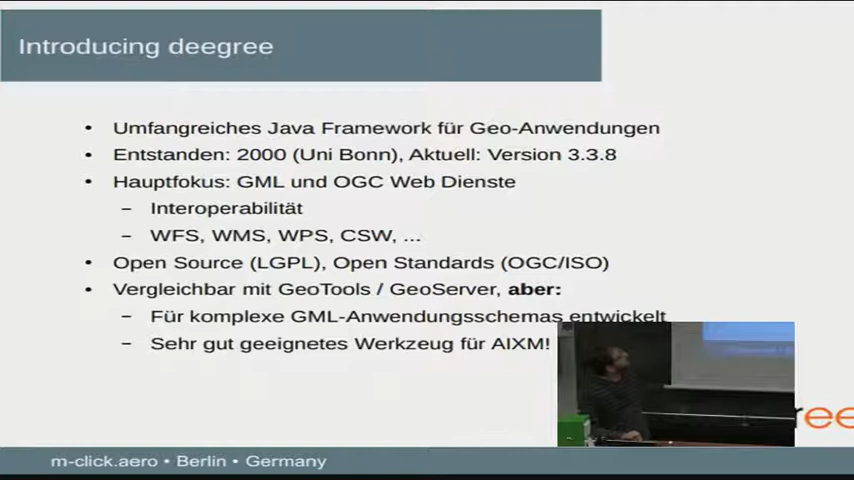 Introducing deegree
• Umfangreiches Java Framework für Geo-Anwendungen
• Entstanden: 2000 (Uni Bonn), Aktuell: Version 3.3.8
• Hauptfokus: GML und OGC Web Dienste
– Interoperabilität
– WFS, WMS, WPS, CSW, ...
• Open Source (LGPL), Open Standards (OGC/ISO)
• Vergleichbar mit GeoTools / GeoServer, aber:
– Für komplexe GML-Anwendungsschemas entwickelt
– Sehr gut geeignetes Werkzeug für AIXM!
ree
m-click.aero • Berlin • Germany